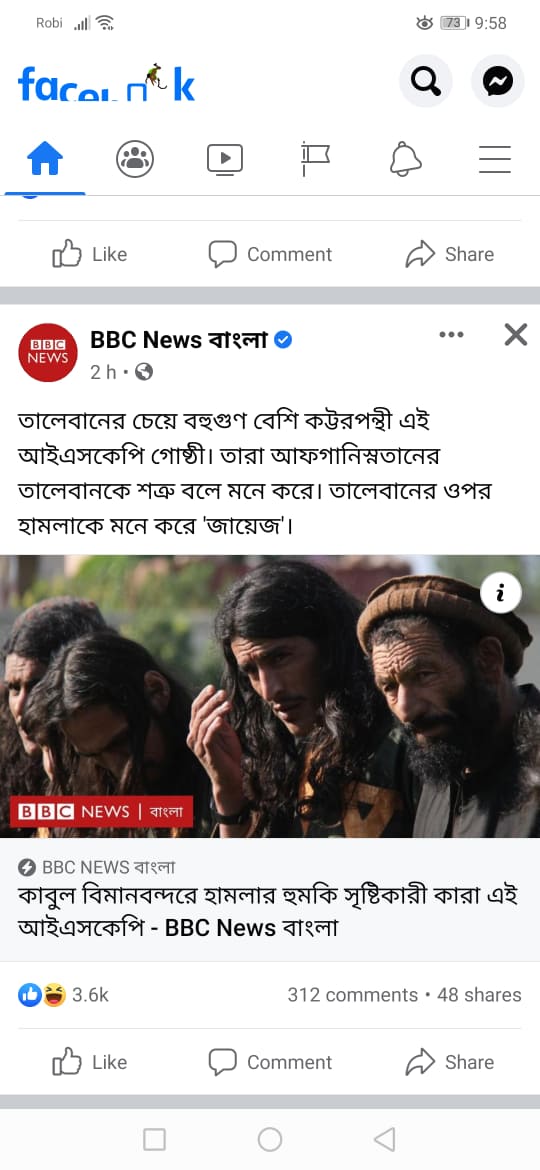 Robi 73 9:58
facebook
Like Comment Share
BBC NEWS
BBC News বাংলা
2 h
তালেবানের চেয়ে বহুগুণ বেশি কট্টরপন্থী এই
আইএসকেপি গোষ্ঠী। তারা আফগানিস্নতানের
তালেবানকে শত্রু বলে মনে করে। তালেবানের ওপর
হামলাকে মনে করে 'জায়েজ'।
i
BBC NEWS | বাংলা
BBC NEWS বাংলা
কাবুল বিমানবন্দরে হামলার হুমকি সৃষ্টিকারী কারা এই
আইএসকেপি - BBC News বাংলা
3.6k 312 comments • 48 shares
Like Comment Share